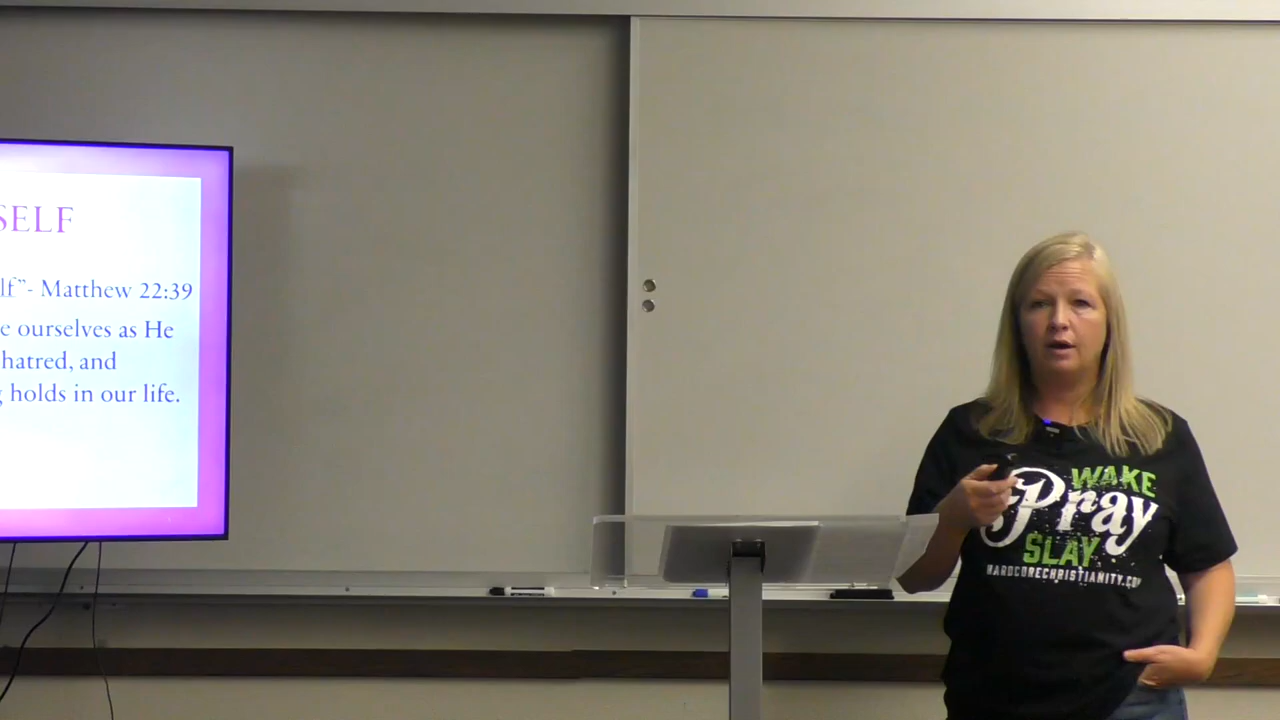 SELF
lf"- Matthew 22:39
e ourselves as He
hatred, and
holds in our life.
WAKE
Pray
SLAY
HARDCORECHRISTIANITY.COM